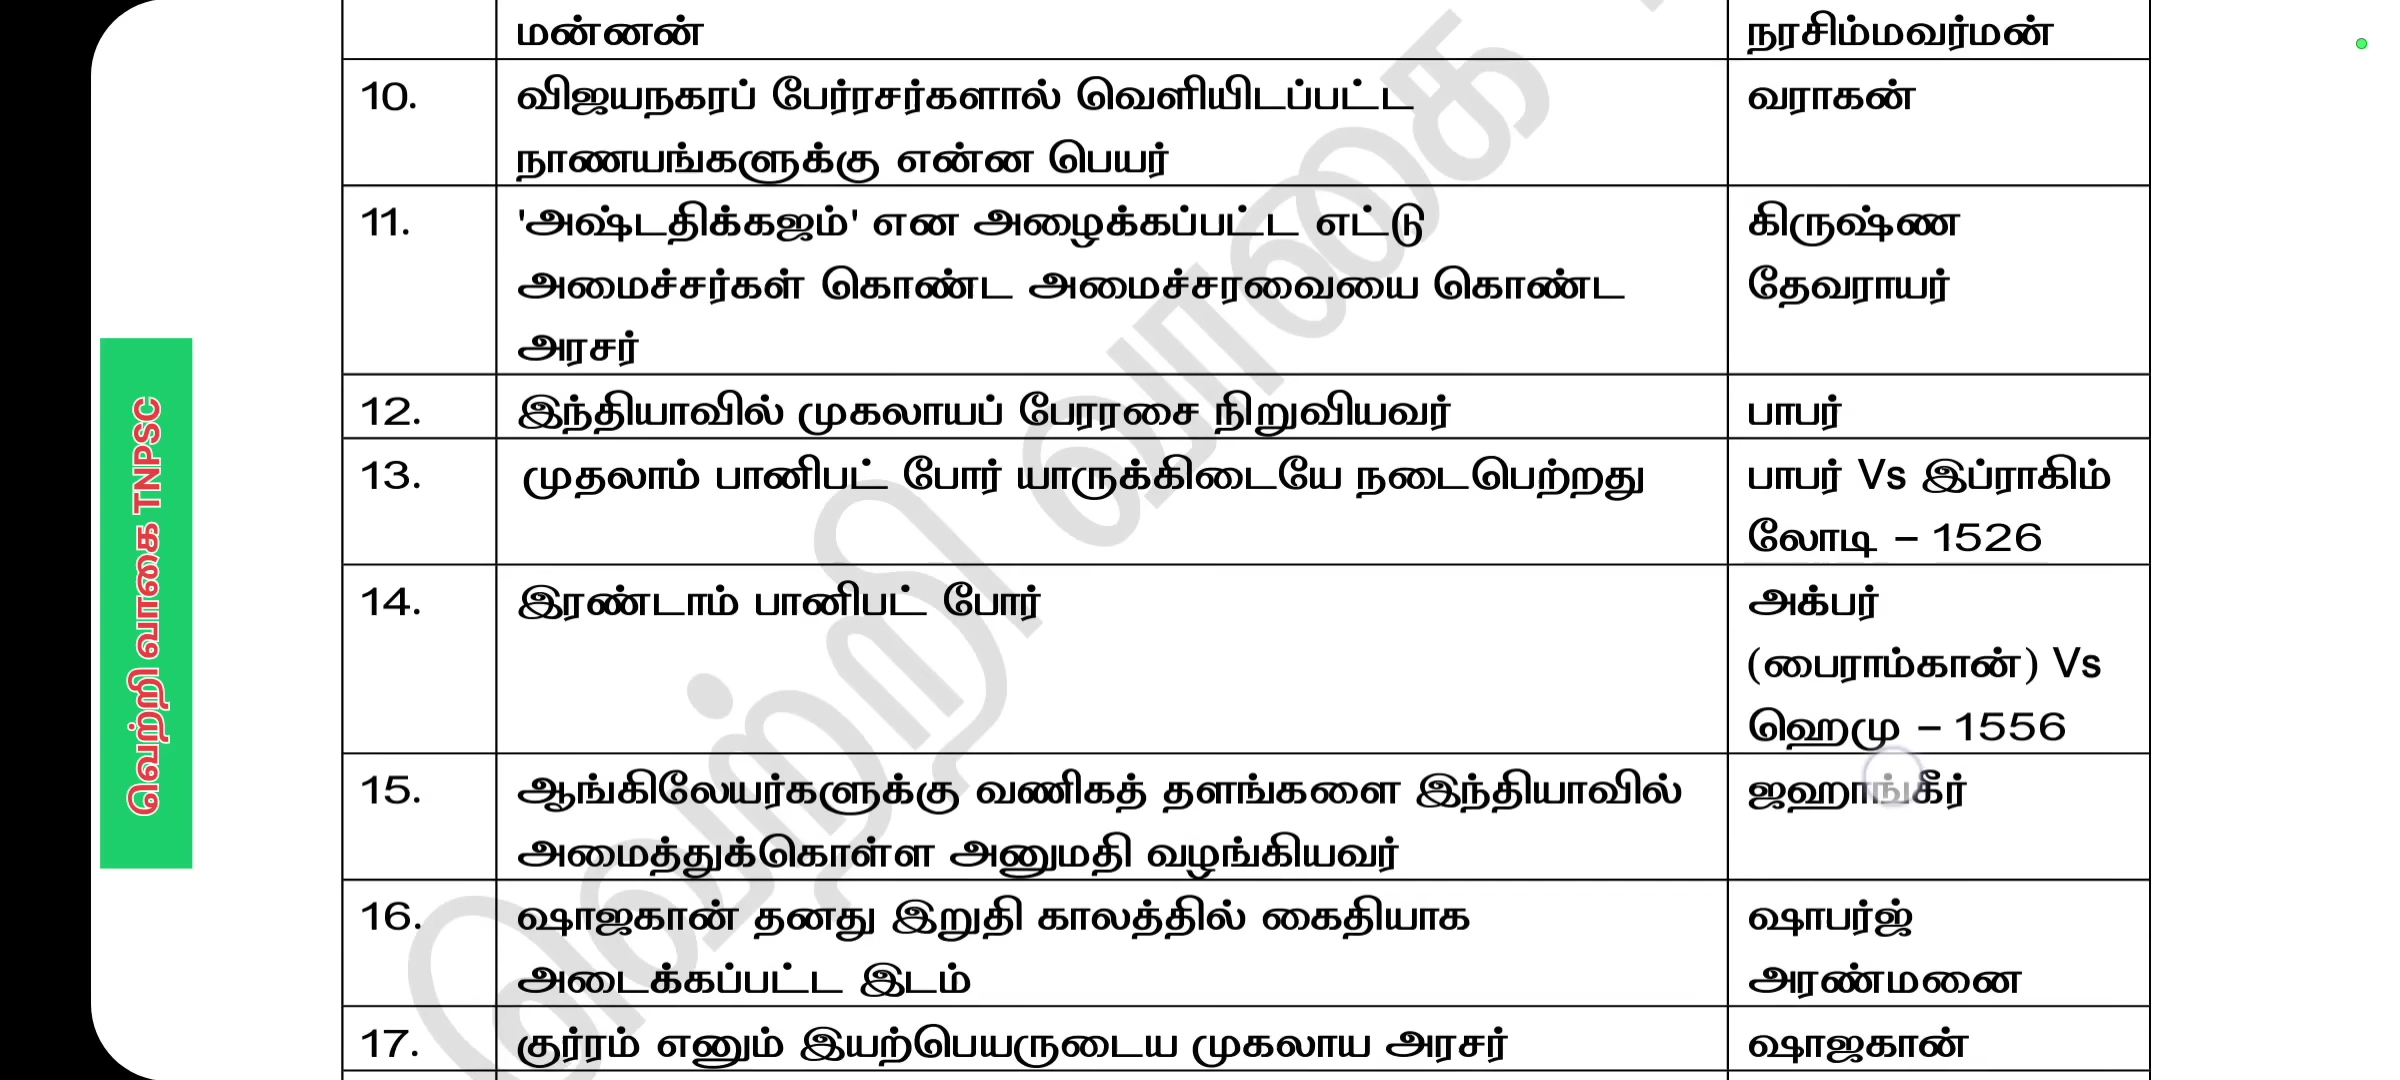 மன்னன் நரசிம்மவர்மன்
10. விஜயநகரப் பேர்ரசர்களால் வெளியிடப்பட்ட வராகன்
நாணயங்களுக்கு என்ன பெயர்
11. 'அஷ்டதிக்கஜம்' என அழைக்கப்பட்ட எட்டு கிருஷ்ண
அமைச்சர்கள் கொண்ட அமைச்சரவையை கொண்ட தேவராயர்
அரசர்
12. இந்தியாவில் முகலாயப் பேரரசை நிறுவியவர் பாபர்
13. முதலாம் பானிபட் போர் யாருக்கிடையே நடைபெற்றது பாபர் Vs இப்ராகிம்
லோடி – 1526
14. இரண்டாம் பானிபட் போர் அக்பர்
(பைராம்கான்) Vs
ஹெமு – 1556
15. ஆங்கிலேயர்களுக்கு வணிகத் தளங்களை இந்தியாவில் ஜஹாங்கீர்
அமைத்துக்கொள்ள அனுமதி வழங்கியவர்
16. ஷாஜகான் தனது இறுதி காலத்தில் கைதியாக ஷாபர்ஜ்
அடைக்கப்பட்ட இடம் அரண்மனை
17. குர்ரம் எனும் இயற்பெயருடைய முகலாய அரசர் ஷாஜகான்
வெற்றி வாகை TNPSC
வெற்றி வாகை